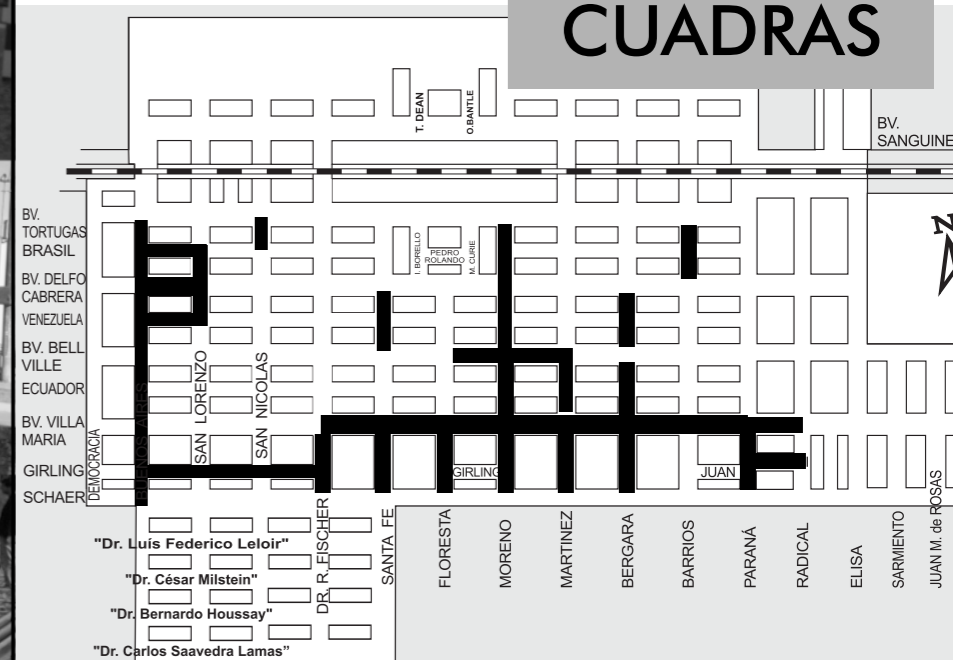 CUADRAS
T. DEAN
O.BANTLE
BV.
SANGUINE
BV.
TORTUGAS
BRASIL
BV. DELFO
CABRERA
VENEZUELA
BV. BELL
VILLE
ECUADOR
BV. VILLA
MARIA
GIRLING
SCHAER
I. BORELLO
PEDRO
ROLANDO
M. CURIE
N
DEMOCRACIA
BUENOS AIRES
SAN LORENZO
SAN NICOLAS
GIRLING
JUAN
DR. R. FISCHER
SANTA FE
FLORESTA
MORENO
MARTINEZ
BERGARA
BARRIOS
PARANÁ
RADICAL
ELISA
SARMIENTO
JUAN M. de ROSAS
"Dr. Luís Federico Leloir"
"Dr. César Milstein"
"Dr. Bernardo Houssay"
"Dr. Carlos Saavedra Lamas”